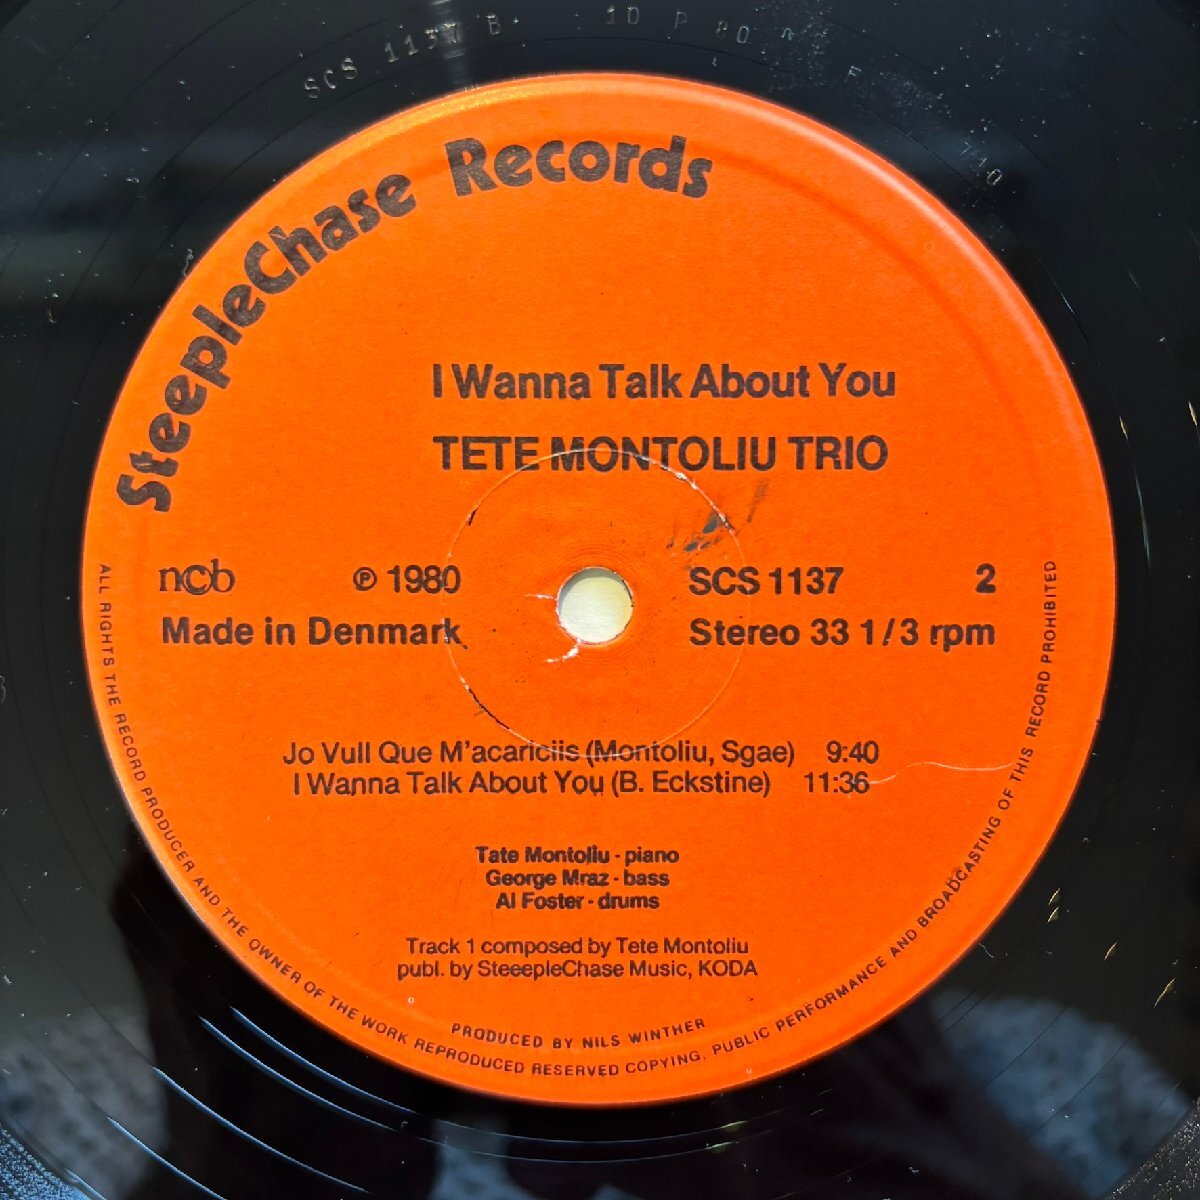 SCS 1137 B
SteepleChase Records
I Wanna Talk About You
TETE MONTOLIU TRIO
ncb ℗ 1980 SCS 1137 2
Made in Denmark Stereo 33 1/3 rpm
Jo Vull Que M'acariciis (Montoliu, Sgae) 9:40
I Wanna Talk About You (B. Eckstine) 11:36
Tate Montoliu - piano
George Mraz - bass
Al Foster - drums
Track 1 composed by Tete Montoliu
publ. by SteeepleChase Music, KODA
PRODUCED BY NILS WINTHER
ALL RIGHTS THE RECORD PRODUCER AND THE OWNER OF THE WORK REPRODUCED RESERVED COPYING, PUBLIC PERFORMANCE AND BROADCASTING OF THIS RECORD PROHIBITED